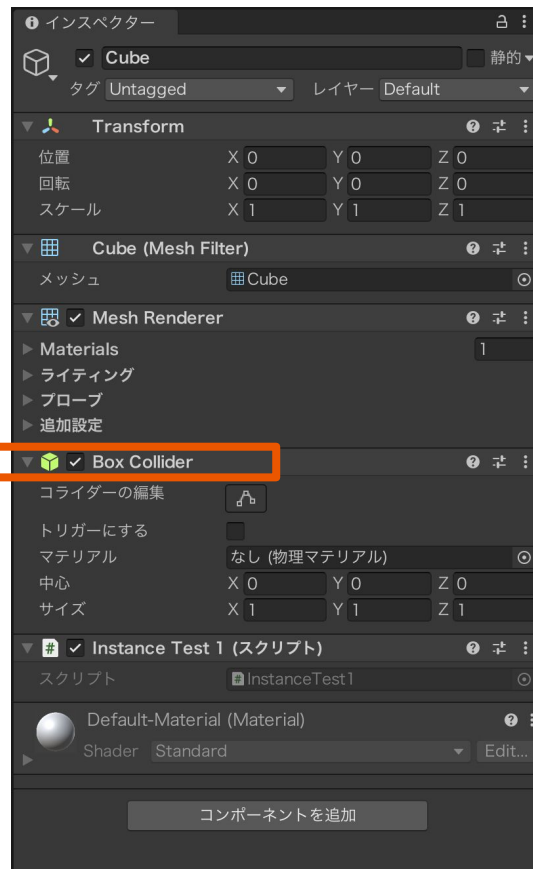 インスペクター
Cube 静的
タグ Untagged レイヤー Default
Transform
位置 X 0 Y 0 Z 0
回転 X 0 Y 0 Z 0
スケール X 1 Y 1 Z 1
Cube (Mesh Filter)
メッシュ Cube
Mesh Renderer
Materials 1
ライティング
プローブ
追加設定
Box Collider
コライダーの編集
トリガーにする
マテリアル なし (物理マテリアル)
中心 X 0 Y 0 Z 0
サイズ X 1 Y 1 Z 1
# Instance Test 1 (スクリプト)
スクリプト # InstanceTest1
Default-Material (Material)
Shader Standard Edit...
コンポーネントを追加